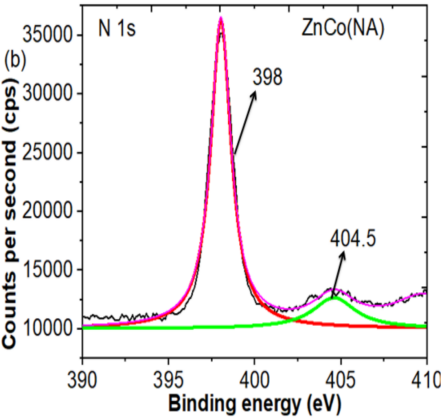 N 1s
ZnCo(NA)
(b)
398
404.5
Counts per second (cps)
35000
30000
25000
20000
15000
10000
390
395
400
405
410
Binding energy (eV)